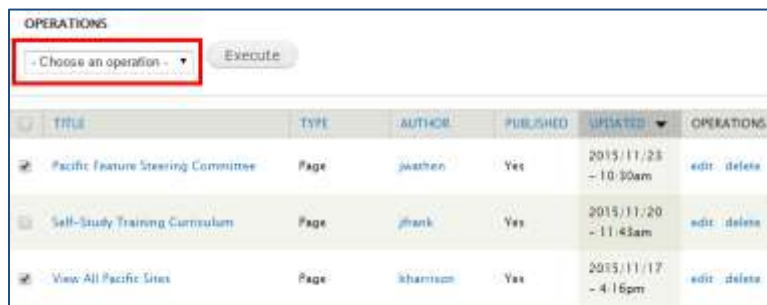 OPERATIONS
- Choose an operation - Execute
TITLE TYPE AUTHOR PUBLISHED UPDATED OPERATIONS
Pacific Feature Steering Committee Page jwathen Yes 2015/11/23 - 10:30am edit delete
Self-Study Training Curriculum Page jfrank Yes 2015/11/20 - 11:43am edit delete
View All Pacific Sites Page kharrison Yes 2015/11/17 - 4:16pm edit delete